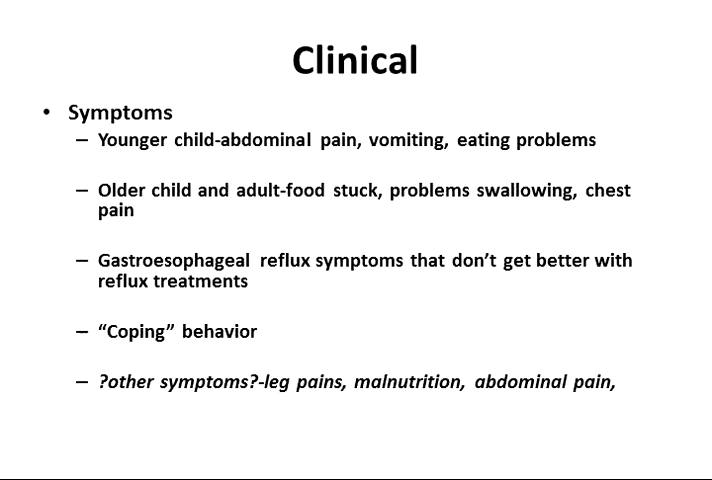 Clinical
• Symptoms
– Younger child-abdominal pain, vomiting, eating problems
– Older child and adult-food stuck, problems swallowing, chest
pain
– Gastroesophageal reflux symptoms that don’t get better with
reflux treatments
– “Coping” behavior
– ?other symptoms?-leg pains, malnutrition, abdominal pain,